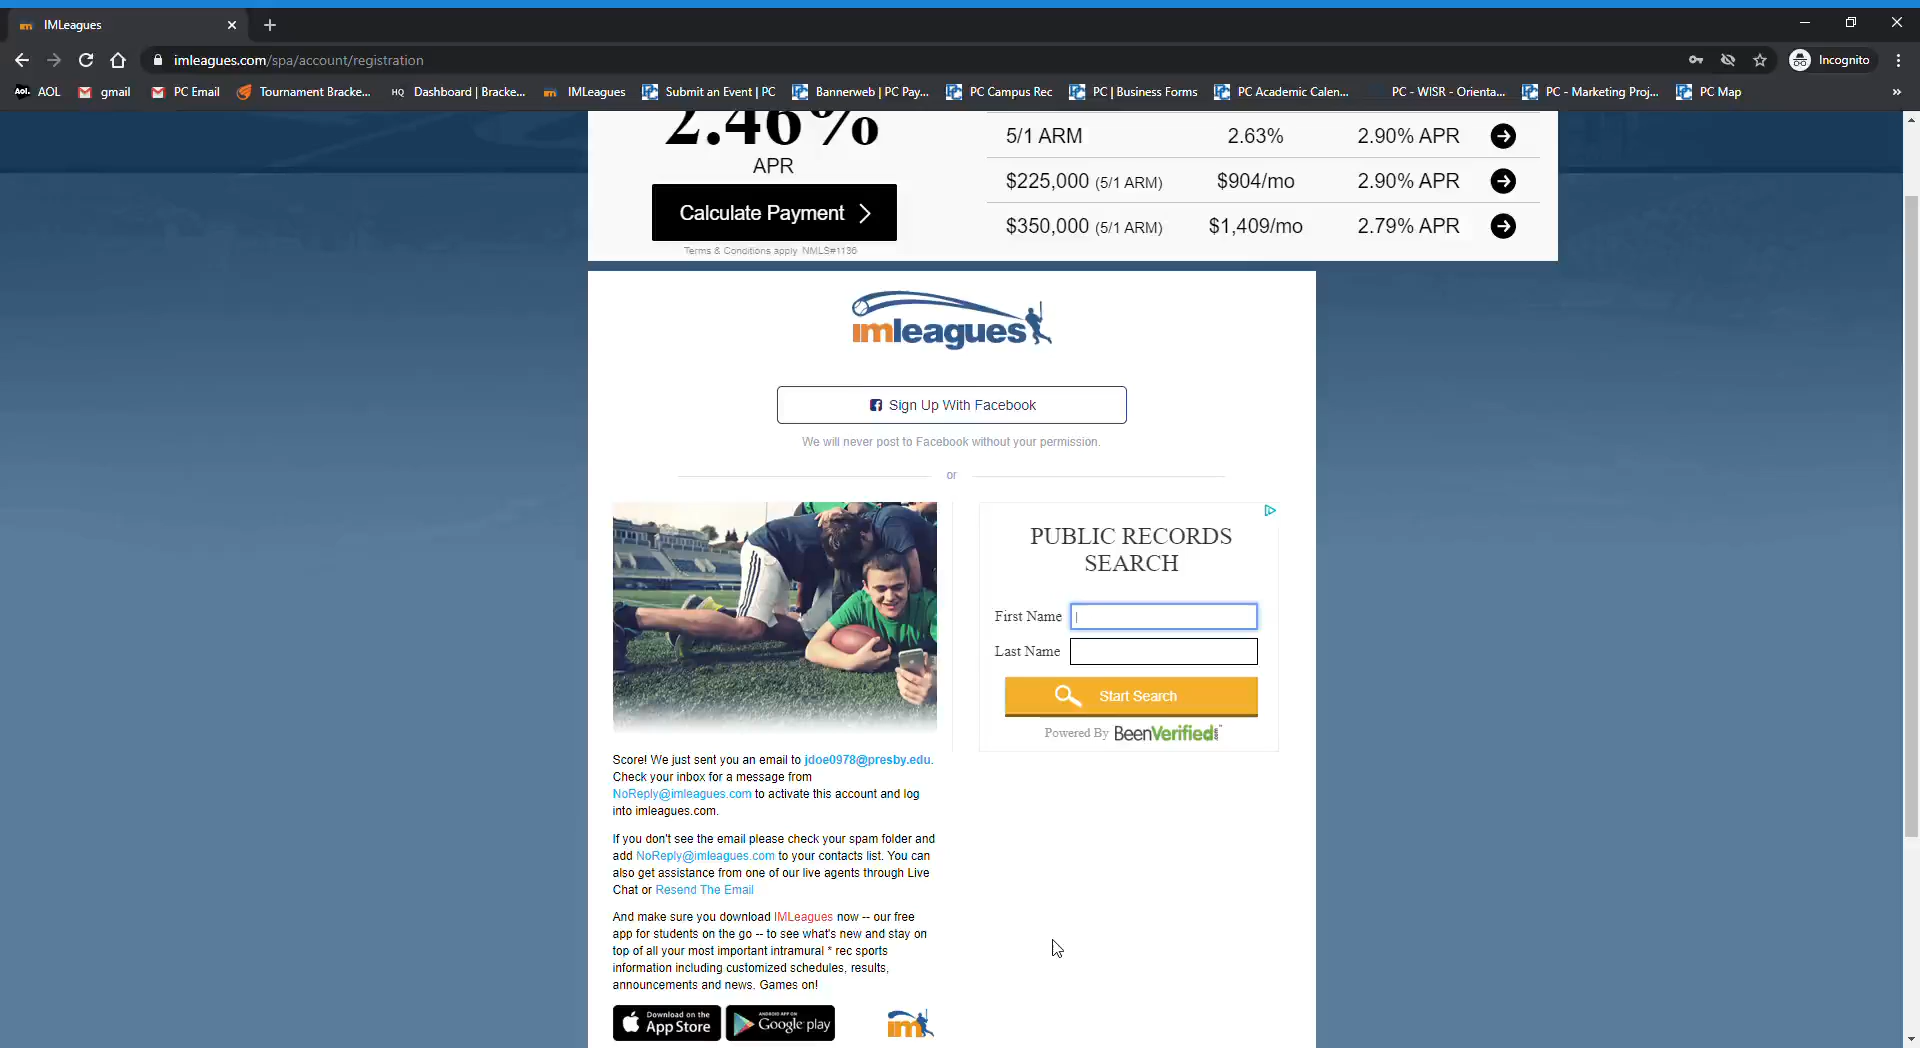 IMLeagues
imleagues.com/spa/account/registration
Incognito
AOL
gmail
PC Email
Tournament Bracke...
HQ Dashboard | Bracke...
IMLeagues
Submit an Event | PC
Bannerweb | PC Pay...
PC Campus Rec
PC | Business Forms
PC Academic Calen...
PC - WISR - Orienta...
PC - Marketing Proj...
PC Map
»
2.46%
APR
Calculate Payment
Terms & Conditions apply NMLS#1136
5/1 ARM 2.63% 2.90% APR
$225,000 (5/1 ARM) $904/mo 2.90% APR
$350,000 (5/1 ARM) $1,409/mo 2.79% APR
imleagues
Sign Up With Facebook
We will never post to Facebook without your permission.
or
PUBLIC RECORDS
SEARCH
First Name
Last Name
Start Search
Powered By BeenVerified.com™
Score! We just sent you an email to jdoe0978@presby.edu.
Check your inbox for a message from
NoReply@imleagues.com to activate this account and log
into imleagues.com.
If you don't see the email please check your spam folder and
add NoReply@imleagues.com to your contacts list. You can
also get assistance from one of our live agents through Live
Chat or Resend The Email
And make sure you download IMLeagues now -- our free
app for students on the go -- to see what's new and stay on
top of all your most important intramural * rec sports
information including customized schedules, results,
announcements and news. Games on!
Download on the
App Store
ANDROID APP ON
Google play
im